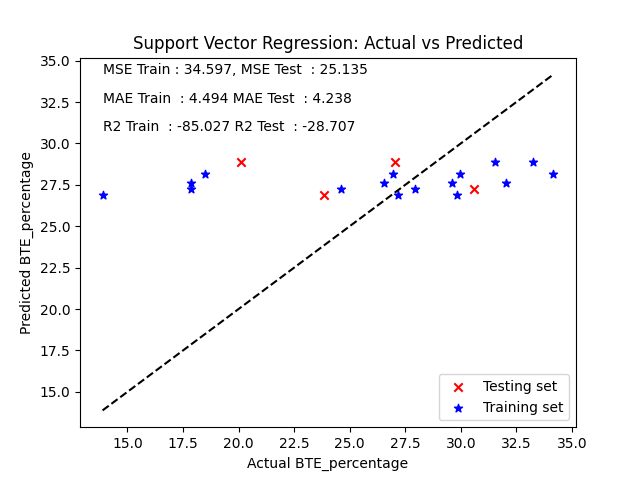 Support Vector Regression: Actual vs Predicted
MSE Train : 34.597, MSE Test  : 25.135
MAE Train  : 4.494 MAE Test  : 4.238
R2 Train  : -85.027 R2 Test  : -28.707
35.0
32.5
30.0
27.5
25.0
22.5
20.0
17.5
15.0
Predicted BTE_percentage
Testing set
Training set
15.0 17.5 20.0 22.5 25.0 27.5 30.0 32.5 35.0
Actual BTE_percentage